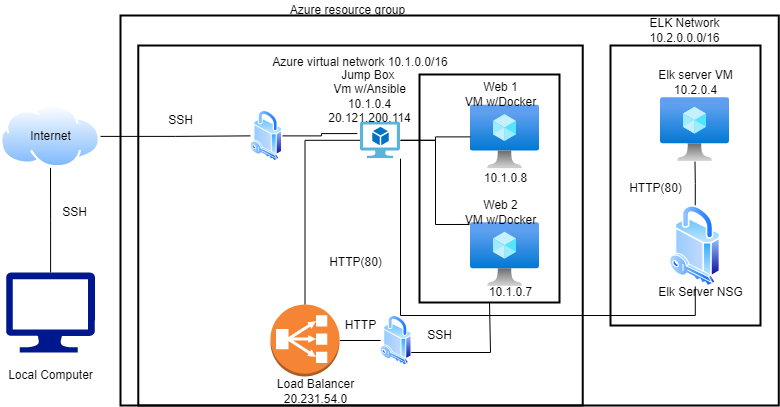 Azure resource group
ELK Network
10.2.0.0.0/16
Azure virtual network 10.1.0.0/16
Jump Box
Vm w/Ansible
10.1.0.4
20.121.200.114
Web 1
VM w/Docker
10.1.0.8
Elk server VM
10.2.0.4
SSH
Internet
SSH
HTTP(80)
Web 2
VM w/Docker
10.1.0.7
HTTP(80)
Elk Server NSG
HTTP
SSH
Local Computer
Load Balancer
20.231.54.0